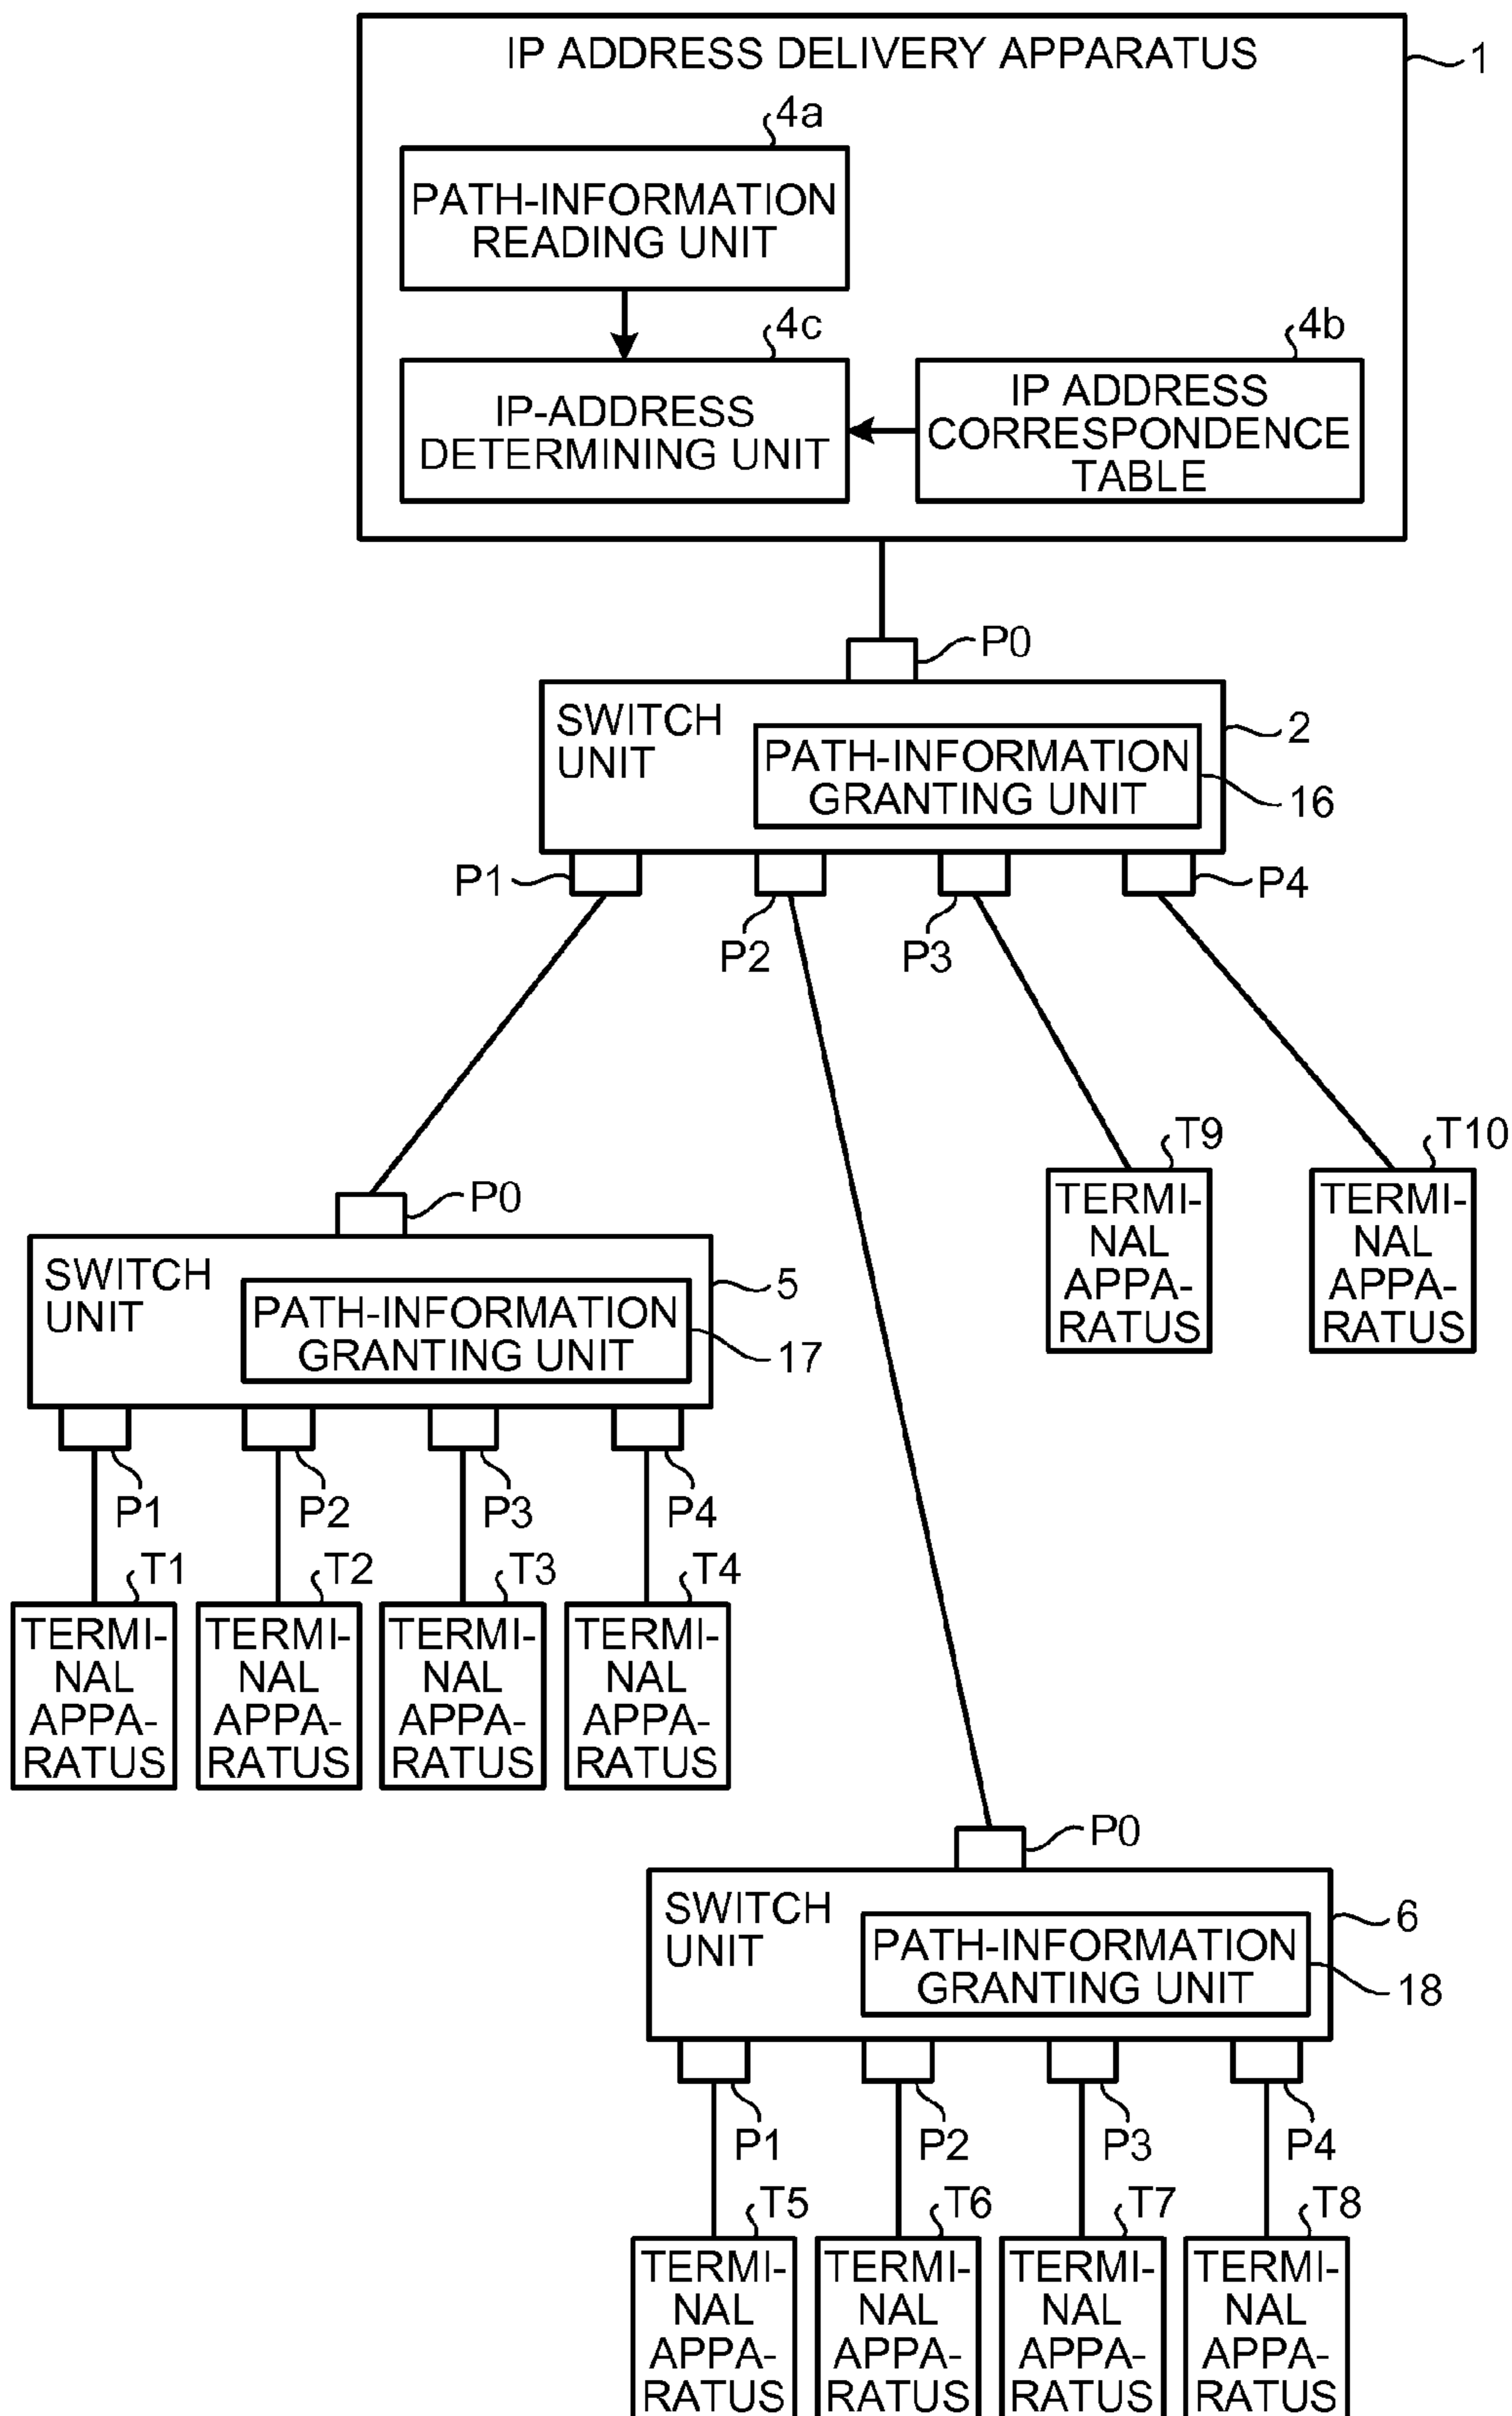 IP ADDRESS DELIVERY APPARATUS
1
4a
PATH-INFORMATION
READING UNIT
4c
IP-ADDRESS
DETERMINING UNIT
4b
IP ADDRESS
CORRESPONDENCE
TABLE
P0
SWITCH
UNIT
2
PATH-INFORMATION
GRANTING UNIT
16
P1
P2
P3
P4
T9
TERMI-
NAL
APPA-
RATUS
T10
TERMI-
NAL
APPA-
RATUS
P0
SWITCH
UNIT
5
PATH-INFORMATION
GRANTING UNIT
17
P1
P2
P3
P4
T1
TERMI-
NAL
APPA-
RATUS
T2
TERMI-
NAL
APPA-
RATUS
T3
TERMI-
NAL
APPA-
RATUS
T4
TERMI-
NAL
APPA-
RATUS
P0
SWITCH
UNIT
6
PATH-INFORMATION
GRANTING UNIT
18
P1
P2
P3
P4
T5
TERMI-
NAL
APPA-
RATUS
T6
TERMI-
NAL
APPA-
RATUS
T7
TERMI-
NAL
APPA-
RATUS
T8
TERMI-
NAL
APPA-
RATUS